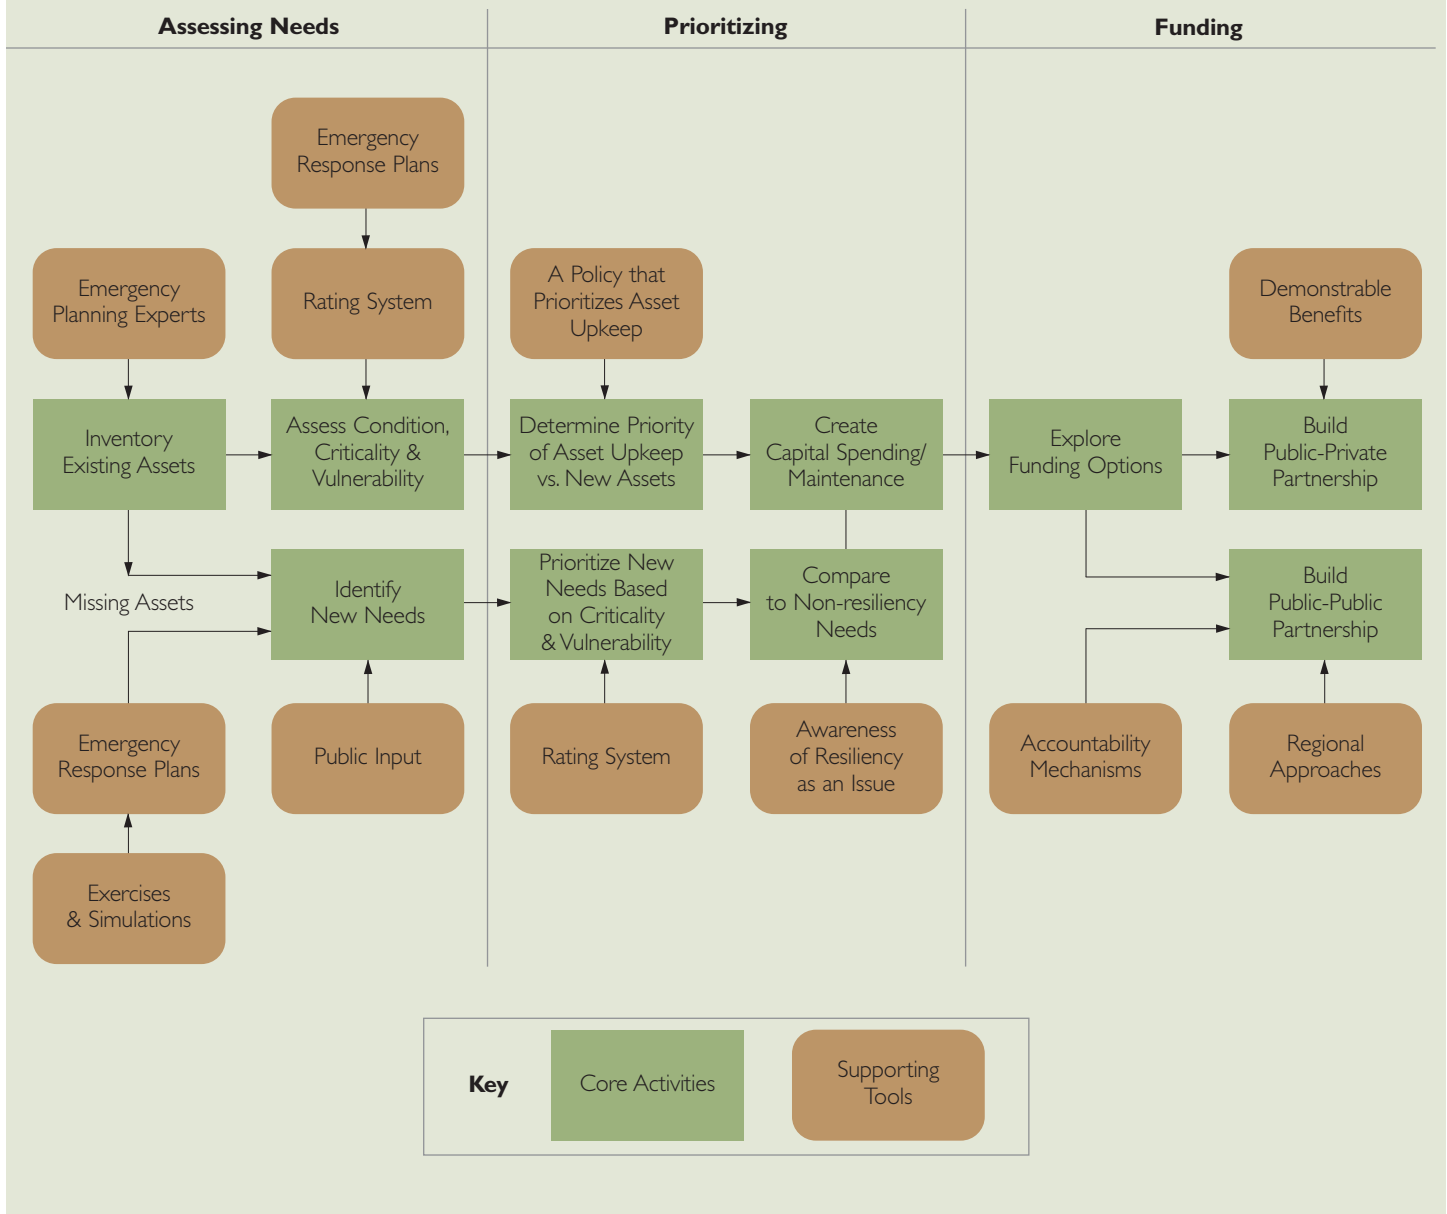 Assessing Needs
Prioritizing
Funding
Emergency
Response Plans
Emergency
Planning Experts
Rating System
A Policy that
Prioritizes Asset
Upkeep
Demonstrable
Benefits
Inventory
Existing Assets
Assess Condition,
Criticality &
Vulnerability
Determine Priority
of Asset Upkeep
vs. New Assets
Create
Capital Spending/
Maintenance
Explore
Funding Options
Build
Public-Private
Partnership
Missing Assets
Identify
New Needs
Prioritize New
Needs Based
on Criticality
& Vulnerability
Compare
to Non-resiliency
Needs
Build
Public-Public
Partnership
Emergency
Response Plans
Public Input
Rating System
Awareness
of Resiliency
as an Issue
Accountability
Mechanisms
Regional
Approaches
Exercises
& Simulations
Key
Core Activities
Supporting
Tools